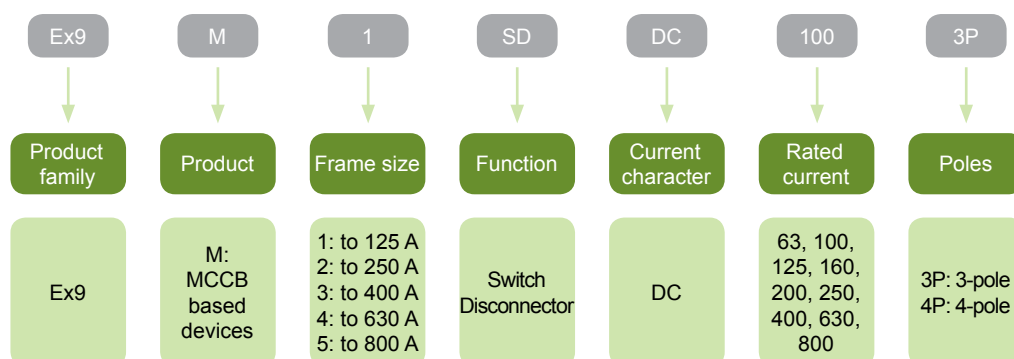 Ex9
M
1
SD
DC
100
3P
Product
family
Product
Frame size
Function
Current
character
Rated
current
Poles
Ex9
M:
MCCB
based
devices
1: to 125 A
2: to 250 A
3: to 400 A
4: to 630 A
5: to 800 A
Switch
Disconnector
DC
63, 100,
125, 160,
200, 250,
400, 630,
800
3P: 3-pole
4P: 4-pole